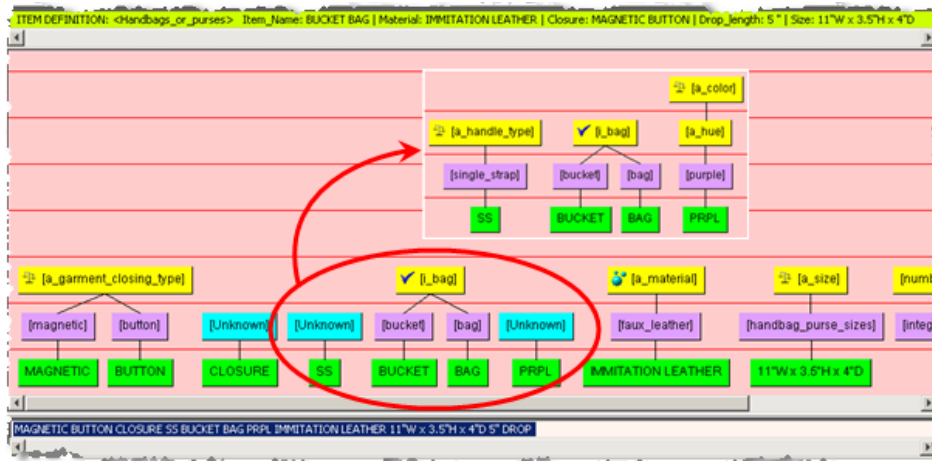 ITEM DEFINITION: <Handbags_or_purses> Item_Name: BUCKET BAG | Material: IMMITATION LEATHER | Closure: MAGNETIC BUTTON | Drop_length: 5 " | Size: 11"W x 3.5"H x 4"D
[a_color]
[a_handle_type] [i_bag] [a_hue]
[single_strap] [bucket] [bag] [purple]
SS BUCKET BAG PRPL
[a_garment_closing_type] [i_bag] [a_material] [a_size] [numb
[magnetic] [button] [Unknown] [Unknown] [bucket] [bag] [Unknown] [faux_leather] [handbag_purse_sizes] [integ
MAGNETIC BUTTON CLOSURE SS BUCKET BAG PRPL IMMITATION LEATHER 11"W x 3.5"H x 4"D
MAGNETIC BUTTON CLOSURE SS BUCKET BAG PRPL IMMITATION LEATHER 11"W x 3.5"H x 4"D 5" DROP